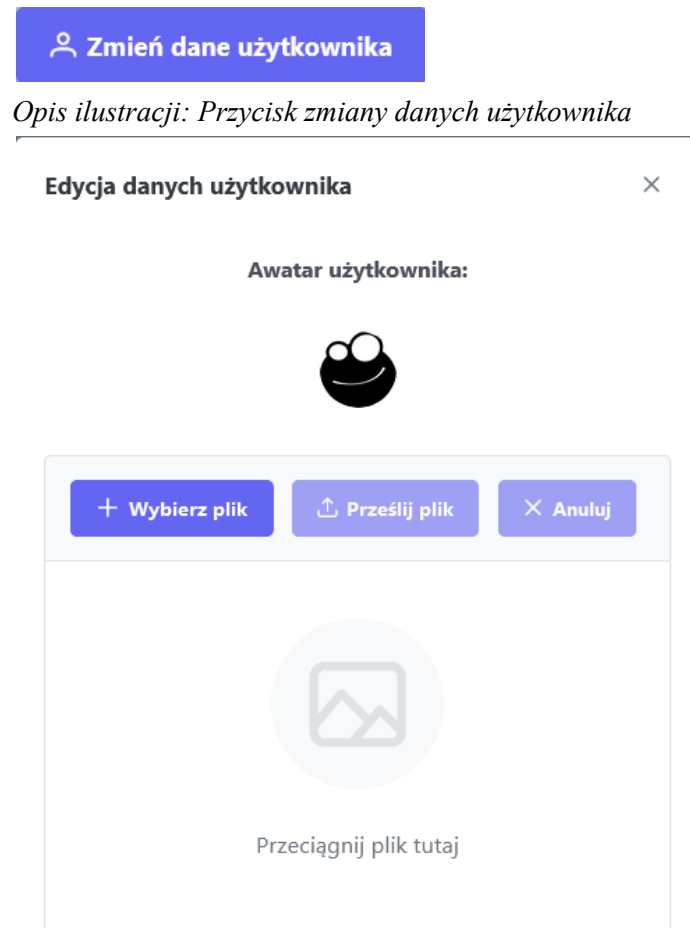 Zmień dane użytkownika
Opis ilustracji: Przycisk zmiany danych użytkownika
Edycja danych użytkownika
Awatar użytkownika:
Wybierz plik Prześlij plik Anuluj
Przeciągnij plik tutaj